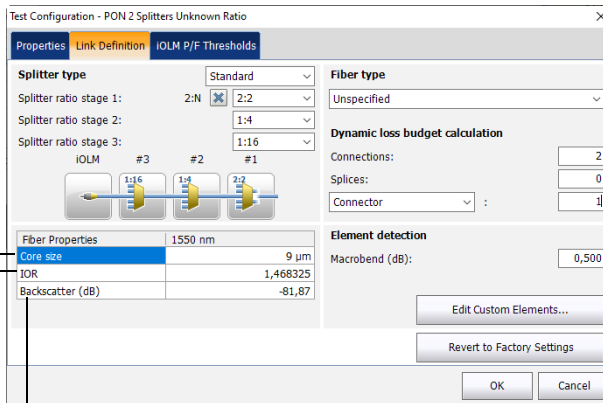 Test Configuration - PON 2 Splitters Unknown Ratio
Properties Link Definition iOLM P/F Thresholds
Splitter type Standard
Splitter ratio stage 1: 2:N 2:2
Splitter ratio stage 2: 1:4
Splitter ratio stage 3: 1:16
iOLM #3 #2 #1
1:16 1:4 2:2
Fiber Properties 1550 nm
Core size 9 µm
IOR 1,468325
Backscatter (dB) -81,87
Fiber type
Unspecified
Dynamic loss budget calculation
Connections: 2
Splices: 0
Connector : 1
Element detection
Macrobend (dB): 0,500
Edit Custom Elements...
Revert to Factory Settings
OK Cancel